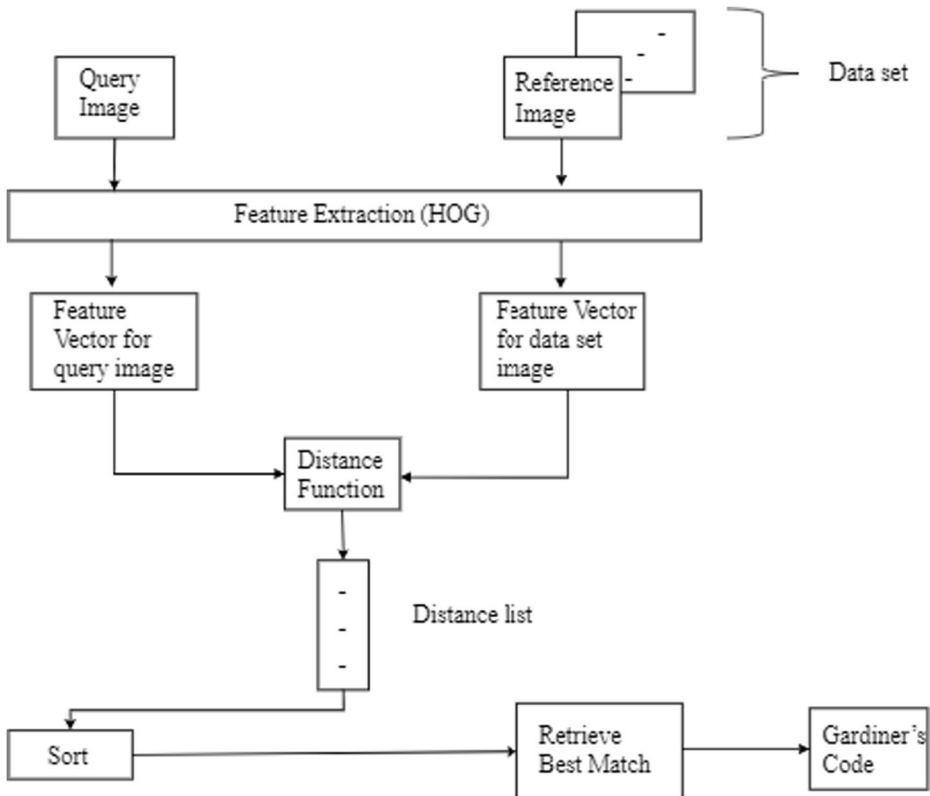 Query
Image
Reference
Image
Data set
Feature Extraction (HOG)
Feature
Vector for
query image
Feature Vector
for data set
image
Distance
Function
Distance list
Sort
Retrieve
Best Match
Gardiner's
Code